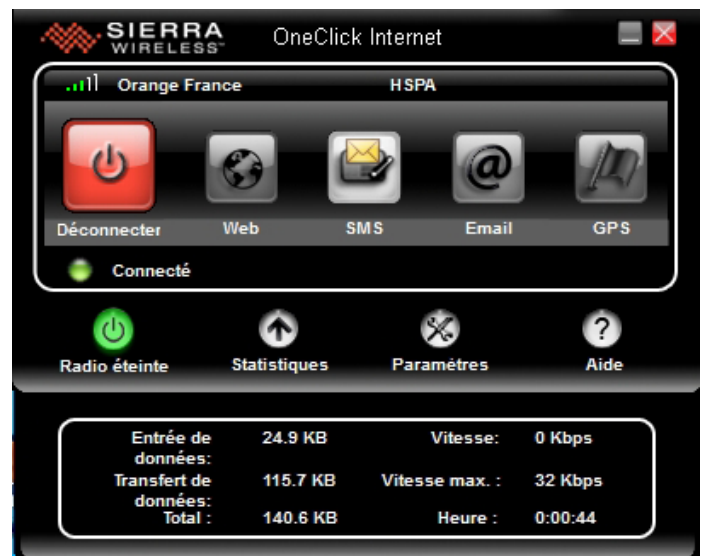 SIERRA
WIRELESS™ OneClick Internet
Orange France HSPA
Déconnecter Web SMS Email GPS
Connecté
Radio éteinte Statistiques Paramètres Aide
Entrée de 24.9 KB Vitesse: 0 Kbps
données:
Transfert de 115.7 KB Vitesse max. : 32 Kbps
données:
Total : 140.6 KB Heure : 0:00:44